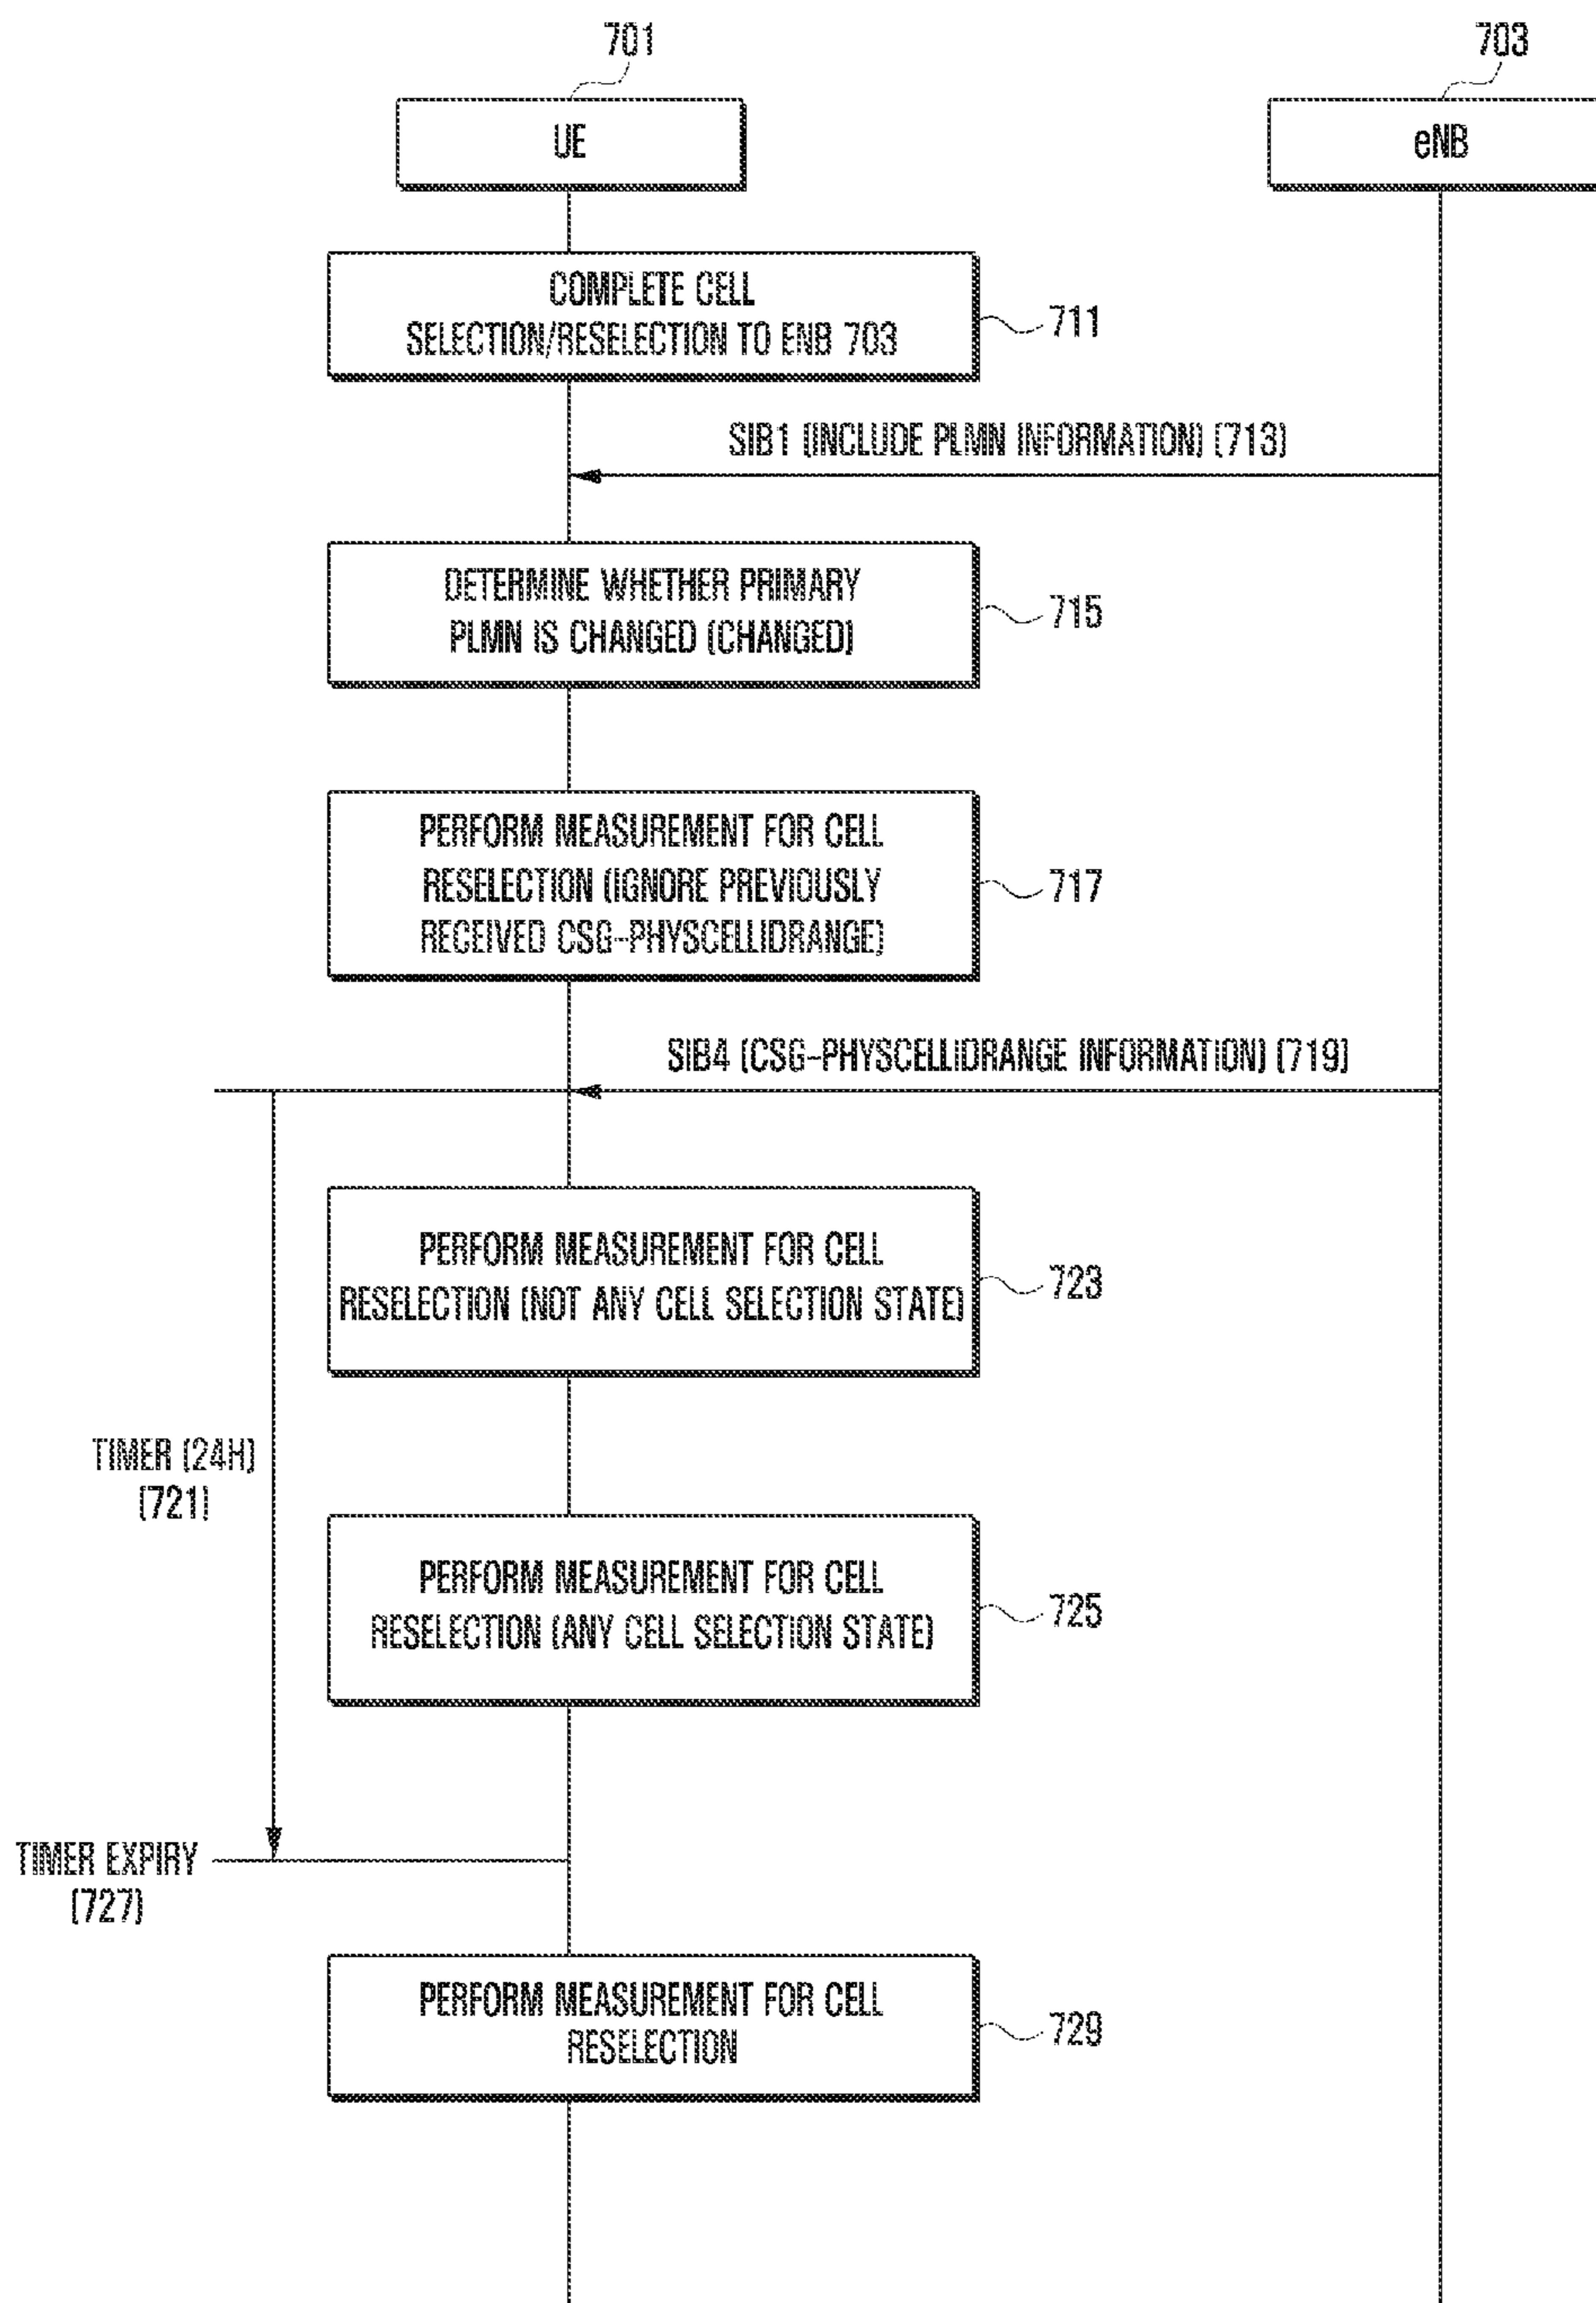 701
703
UE
eNB
COMPLETE CELL
SELECTION/RESELECTION TO ENB 703
711
SIB1 (INCLUDE PLMN INFORMATION) (713)
DETERMINE WHETHER PRIMARY
PLMN IS CHANGED (CHANGED)
715
PERFORM MEASUREMENT FOR CELL
RESELECTION (IGNORE PREVIOUSLY
RECEIVED CSG-PHYSCELLIDRANGE)
717
SIB4 (CSG-PHYSCELLIDRANGE INFORMATION) (719)
PERFORM MEASUREMENT FOR CELL
RESELECTION (NOT ANY CELL SELECTION STATE)
723
TIMER (24H)
(721)
PERFORM MEASUREMENT FOR CELL
RESELECTION (ANY CELL SELECTION STATE)
725
TIMER EXPIRY
(727)
PERFORM MEASUREMENT FOR CELL
RESELECTION
729